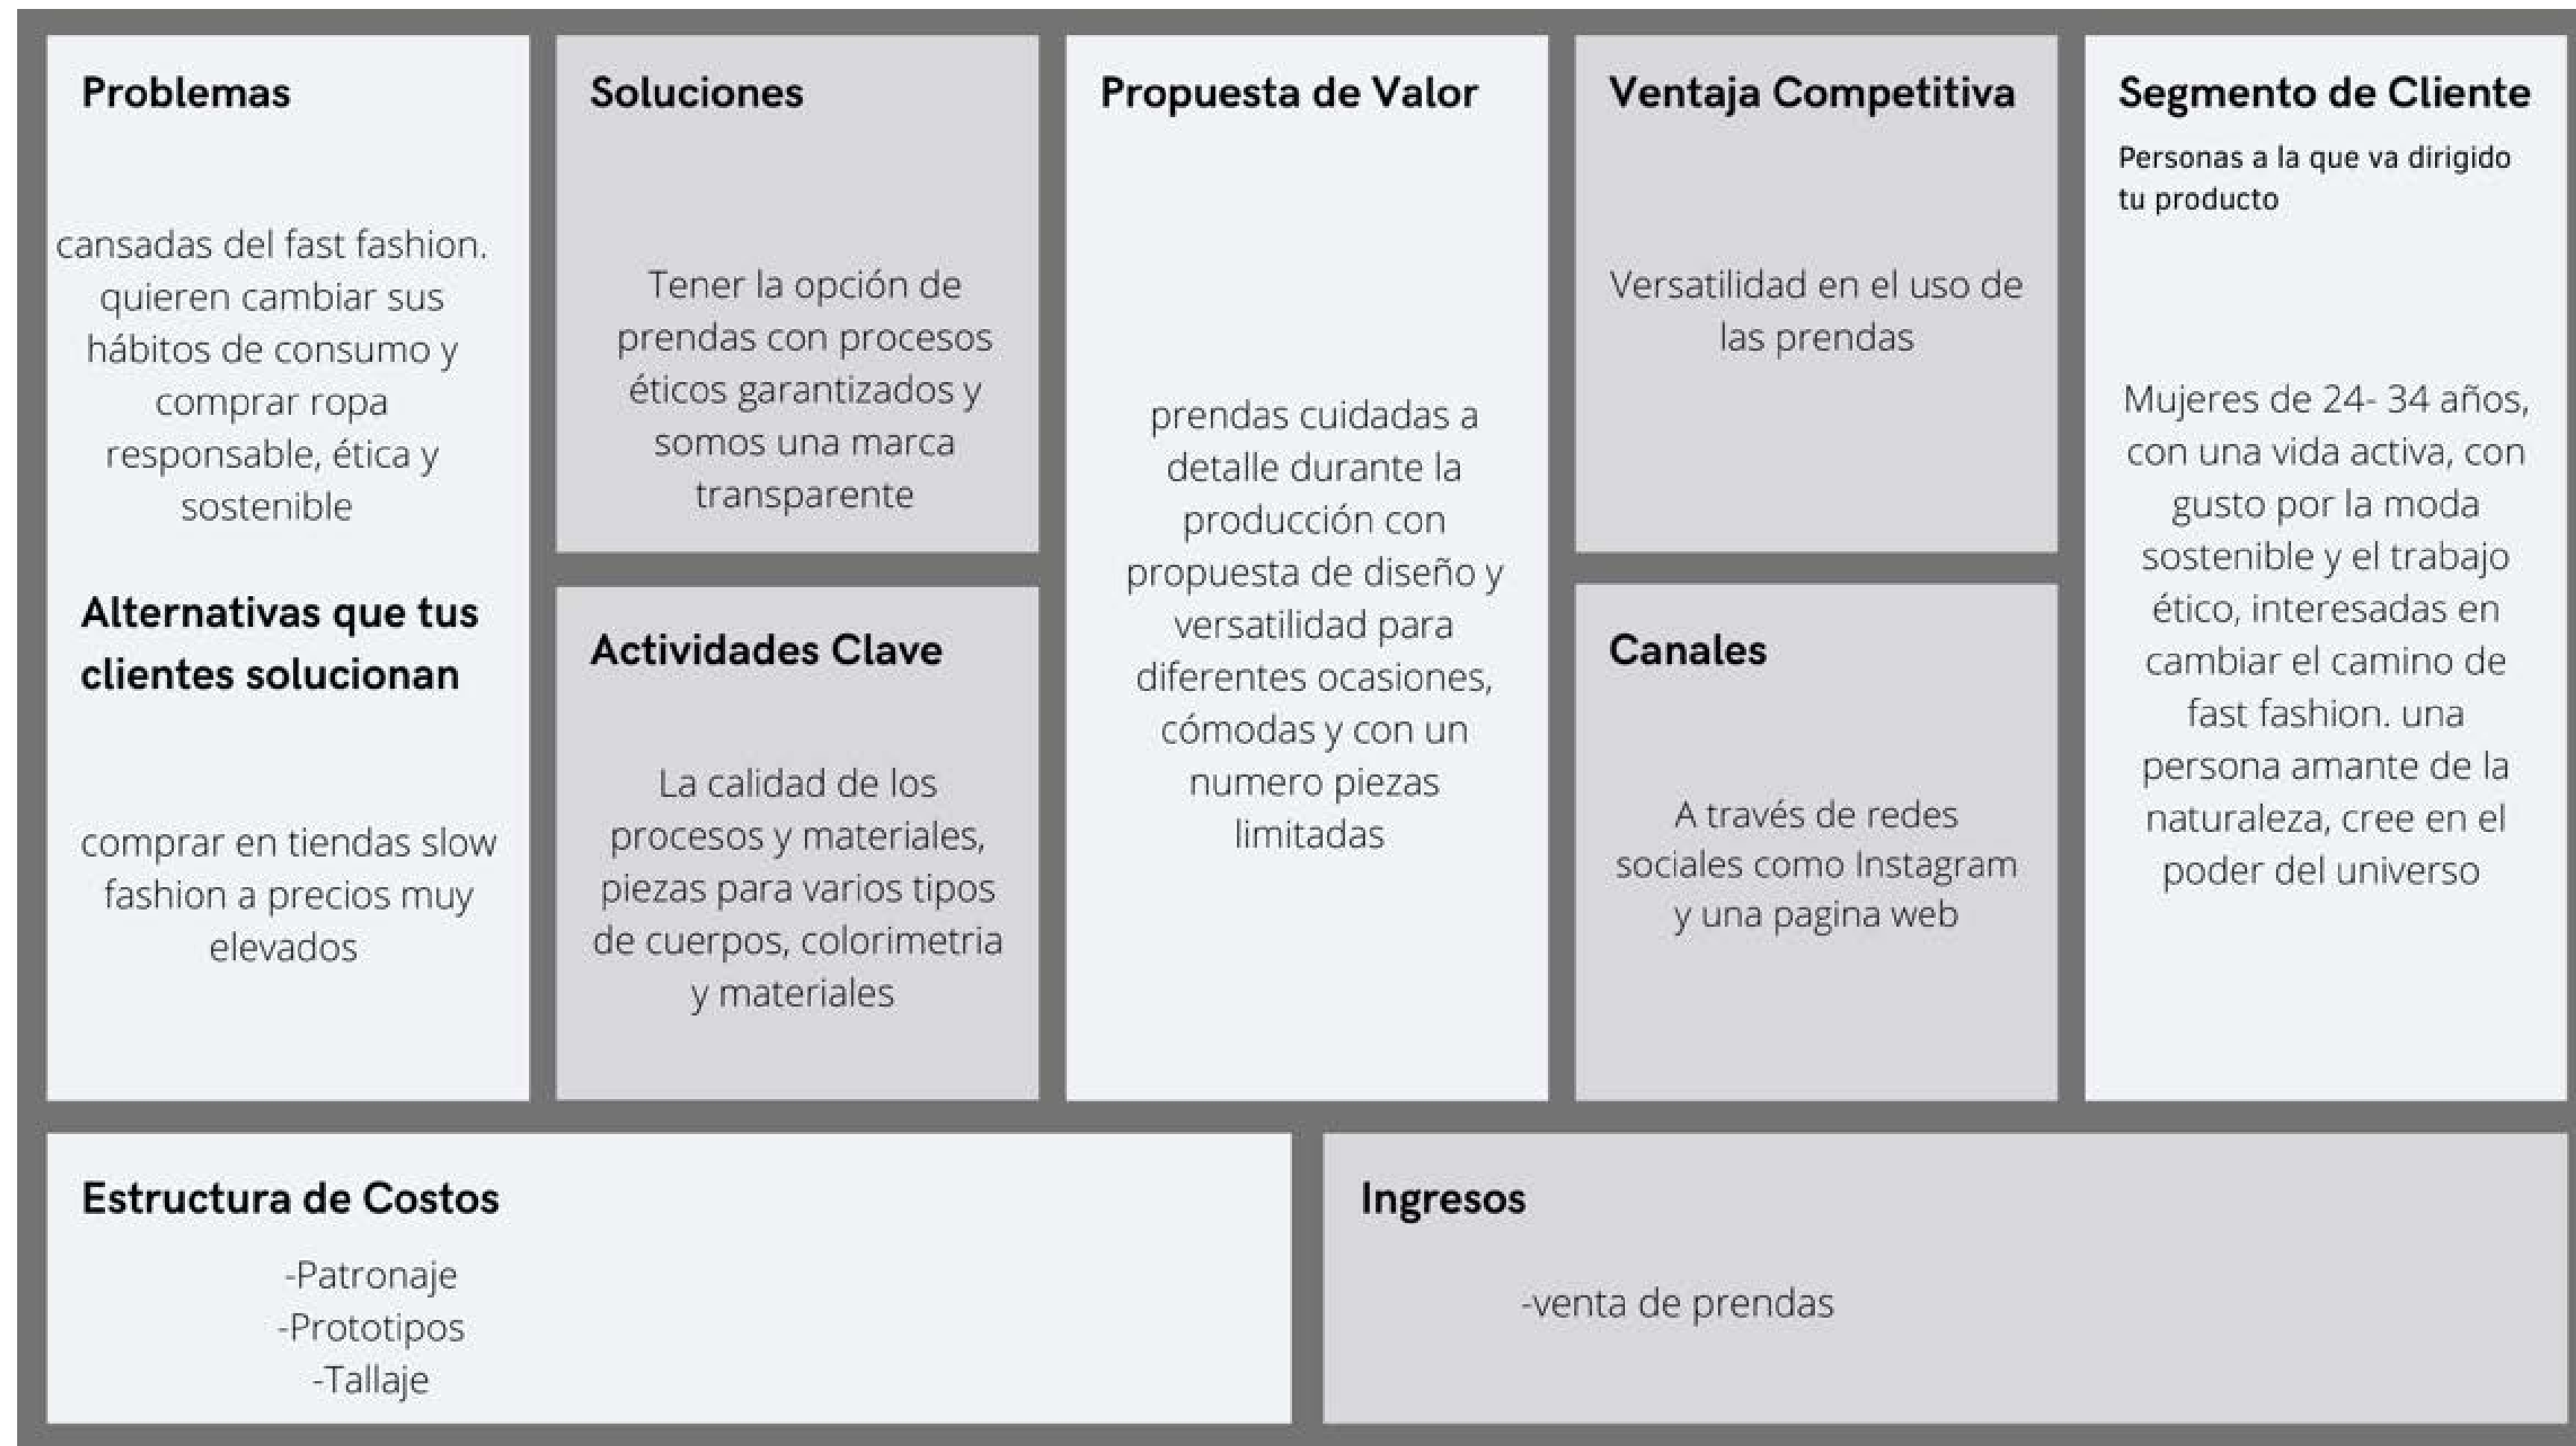 Problemas
cansadas del fast fashion.
quieren cambiar sus
hábitos de consumo y
comprar ropa
responsable, ética y
sostenible
Alternativas que tus
clientes solucionan
comprar en tiendas slow
fashion a precios muy
elevados
Soluciones
Tener la opción de
prendas con procesos
éticos garantizados y
somos una marca
transparente
Actividades Clave
La calidad de los
procesos y materiales,
piezas para varios tipos
de cuerpos, colorimetria
y materiales
Propuesta de Valor
prendas cuidadas a
detalle durante la
producción con
propuesta de diseño y
versatilidad para
diferentes ocasiones,
cómodas y con un
numero piezas
limitadas
Ventaja Competitiva
Versatilidad en el uso de
las prendas
Canales
A través de redes
sociales como Instagram
y una pagina web
Segmento de Cliente
Personas a la que va dirigido
tu producto
Mujeres de 24- 34 años,
con una vida activa, con
gusto por la moda
sostenible y el trabajo
ético, interesadas en
cambiar el camino de
fast fashion. una
persona amante de la
naturaleza, cree en el
poder del universo
Estructura de Costos
-Patronaje
-Prototipos
-Tallaje
Ingresos
-venta de prendas